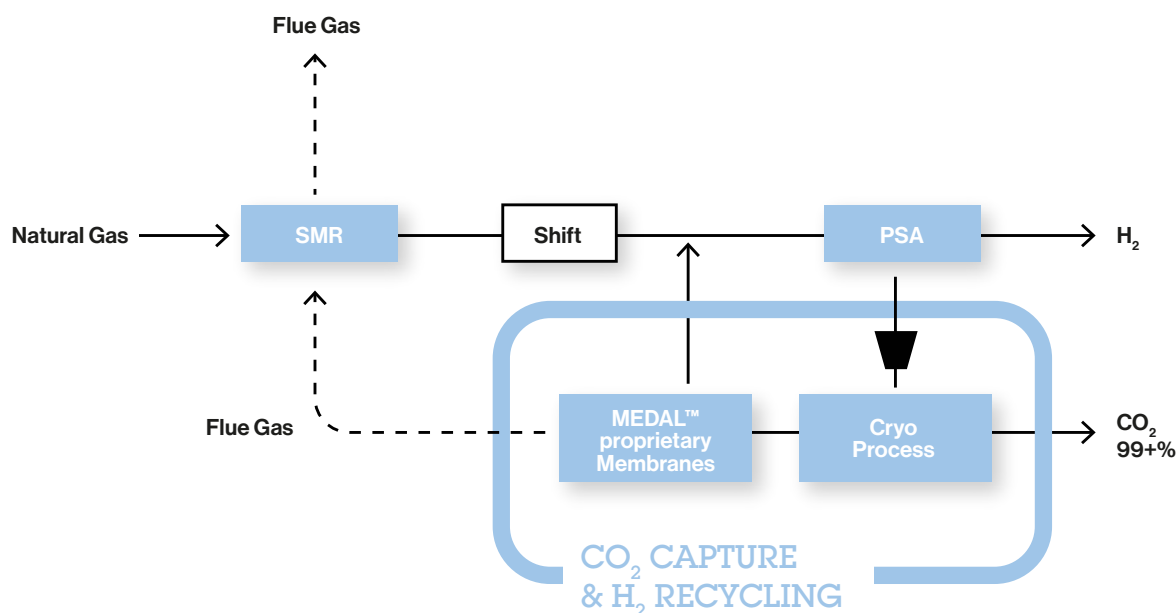 Flue Gas
Natural Gas
SMR
Shift
PSA
H₂
Flue Gas
MEDAL™
proprietary
Membranes
Cryo
Process
CO₂
99+%
CO₂ CAPTURE
& H₂ RECYCLING